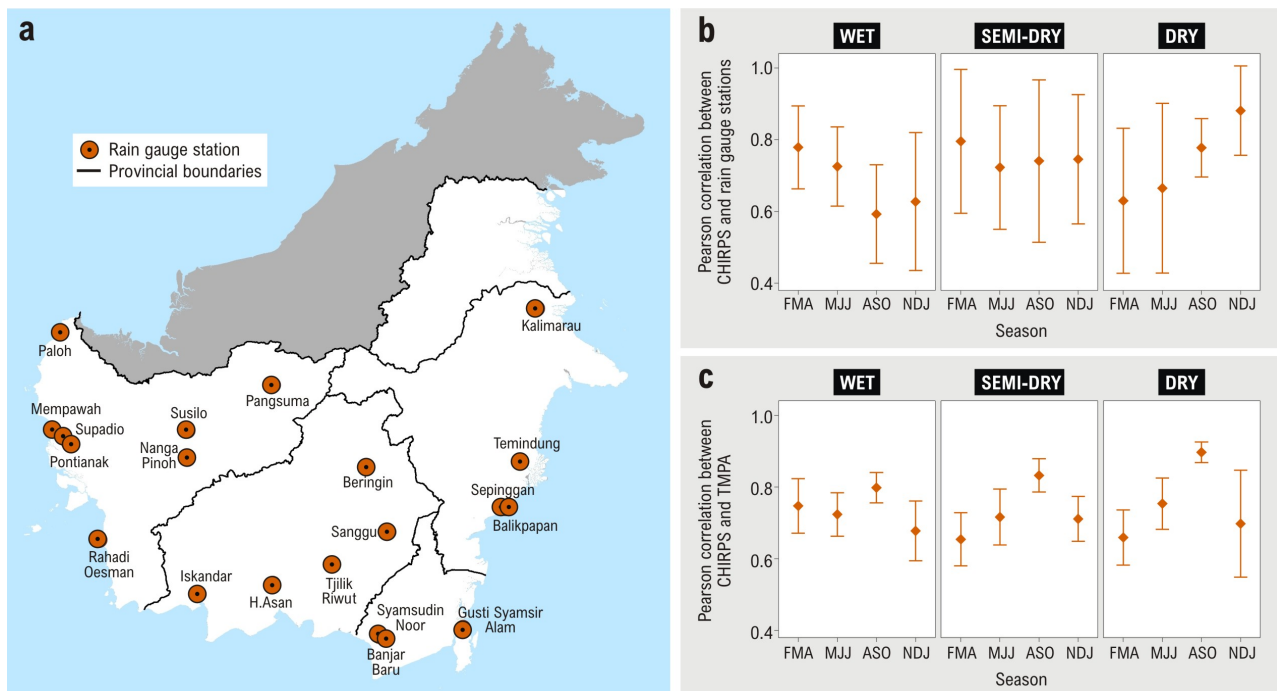 a
Rain gauge station
Provincial boundaries
Kalimarau
Paloh
Pangsuma
Mempawah
Susilo
Supadio
Pontianak
Nanga
Pinoh
Temindung
Beringin
Sepinggan
Balikpapan
Sanggu
Rahadi
Oesman
Iskandar
H.Asan
Tjilik
Riwut
Syamsudin
Noor
Gusti Syamsir
Alam
Banjar
Baru
b
WET
SEMI-DRY
DRY
Pearson correlation between
CHIRPS and rain gauge stations
1.0
0.8
0.6
0.4
FMA MJJ ASO NDJ
FMA MJJ ASO NDJ
FMA MJJ ASO NDJ
Season
c
WET
SEMI-DRY
DRY
Pearson correlation between
CHIRPS and TMPA
1.0
0.8
0.6
0.4
FMA MJJ ASO NDJ
FMA MJJ ASO NDJ
FMA MJJ ASO NDJ
Season